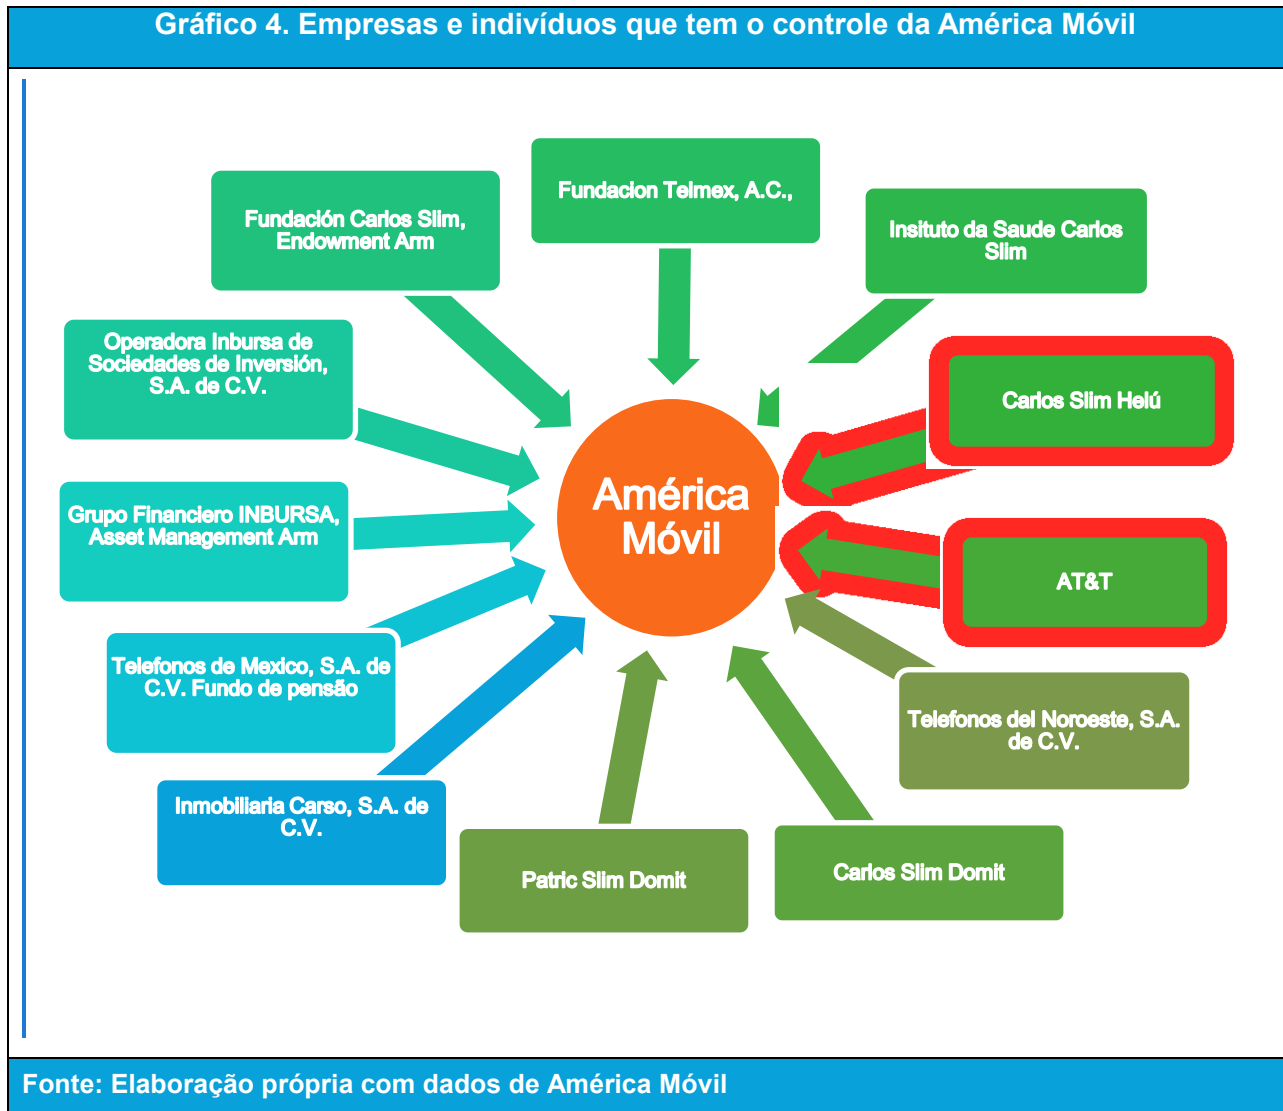 Gráfico 4. Empresas e indivíduos que tem o controle da América Móvil
Fundacion Telmex, A.C.,
Fundación Carlos Slim,
Endowment Arm
Insituto da Saude Carlos
Slim
Operadora Inbursa de
Sociedades de Inversión,
S.A. de C.V.
Carlos Slim Helú
Grupo Financiero INBURSA,
Asset Management Arm
América
Móvil
AT&T
Telefonos de Mexico, S.A. de
C.V. Fundo de pensão
Telefonos del Noroeste, S.A.
de C.V.
Inmobiliaria Carso, S.A. de
C.V.
Patric Slim Domit
Carlos Slim Domit
Fonte: Elaboração própria com dados de América Móvil